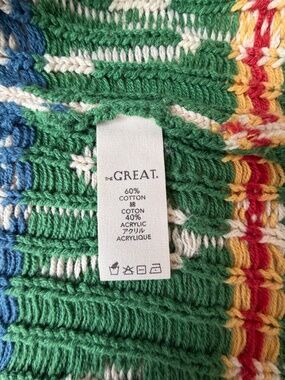 THE GREAT.
60%
COTTON
綿
COTON
40%
ACRYLIC
アクリル
ACRYLIQUE